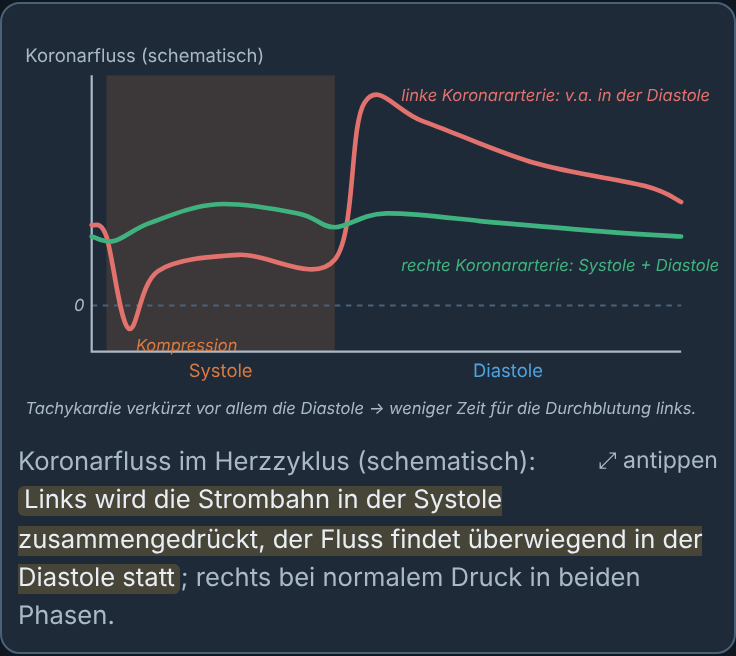 Koronarfluss (schematisch)
linke Koronararterie: v.a. in der Diastole
rechte Koronararterie: Systole + Diastole
0
Kompression
Systole
Diastole
Tachykardie verkürzt vor allem die Diastole → weniger Zeit für die Durchblutung links.
Koronarfluss im Herzzyklus (schematisch):
⤢ antippen
Links wird die Strombahn in der Systole
zusammengedrückt, der Fluss findet überwiegend in der
Diastole statt; rechts bei normalem Druck in beiden
Phasen.